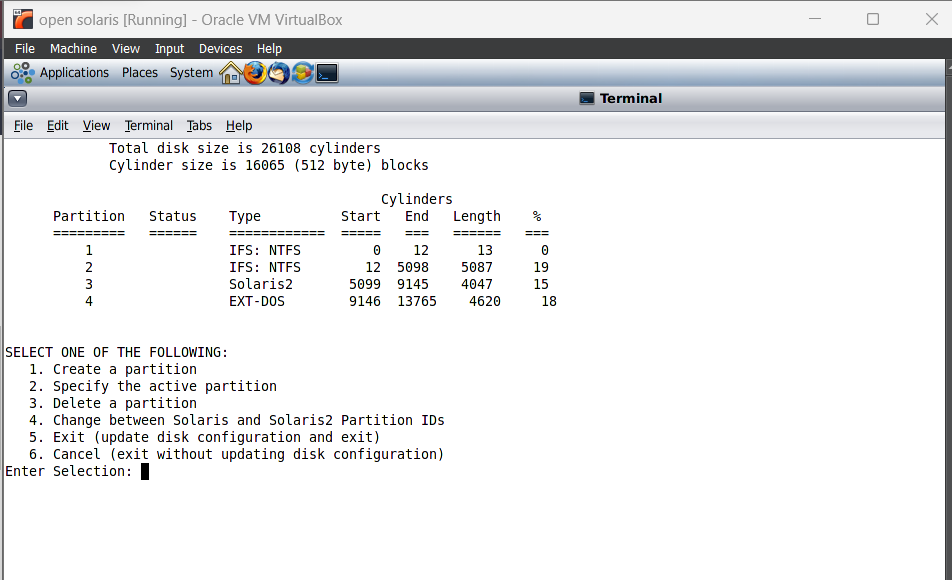 open solaris [Running] - Oracle VM VirtualBox
File Machine View Input Devices Help
Applications Places System
Terminal
File Edit View Terminal Tabs Help
Total disk size is 26108 cylinders
Cylinder size is 16065 (512 byte) blocks
Cylinders
Partition Status Type Start End Length %
========= ====== ============ ===== === ====== ===
1 IFS: NTFS 0 12 13 0
2 IFS: NTFS 12 5098 5087 19
3 Solaris2 5099 9145 4047 15
4 EXT-DOS 9146 13765 4620 18
SELECT ONE OF THE FOLLOWING:
1. Create a partition
2. Specify the active partition
3. Delete a partition
4. Change between Solaris and Solaris2 Partition IDs
5. Exit (update disk configuration and exit)
6. Cancel (exit without updating disk configuration)
Enter Selection: